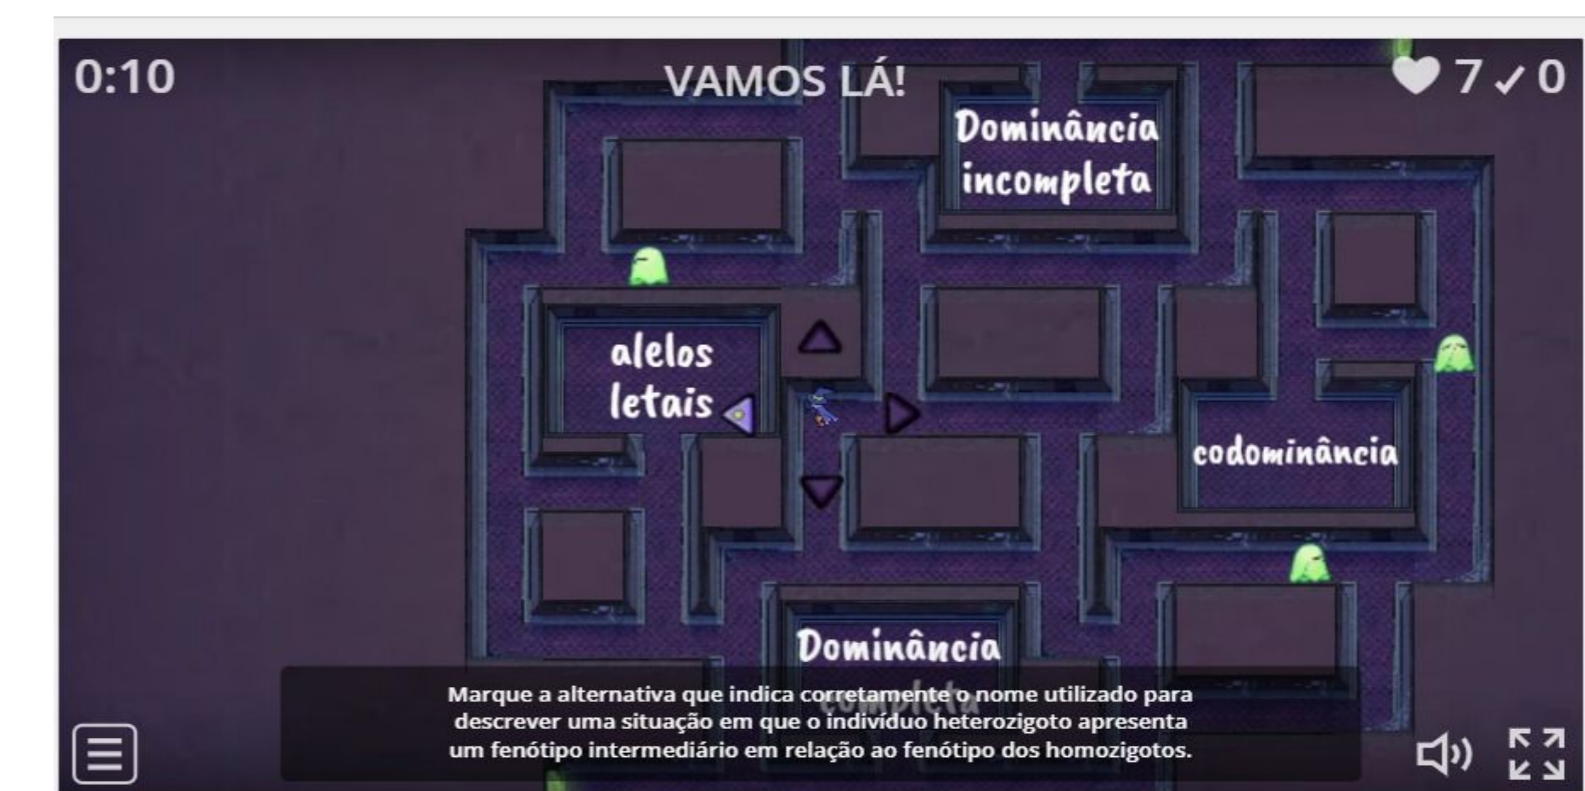 0:10
VAMOS LÁ!
7 ✓ 0
Dominância
incompleta
alelos
letais
codominância
Dominância
completa
Marque a alternativa que indica corretamente o nome utilizado para
descrever uma situação em que o indivíduo heterozigoto apresenta
um fenótipo intermediário em relação ao fenótipo dos homozigotos.